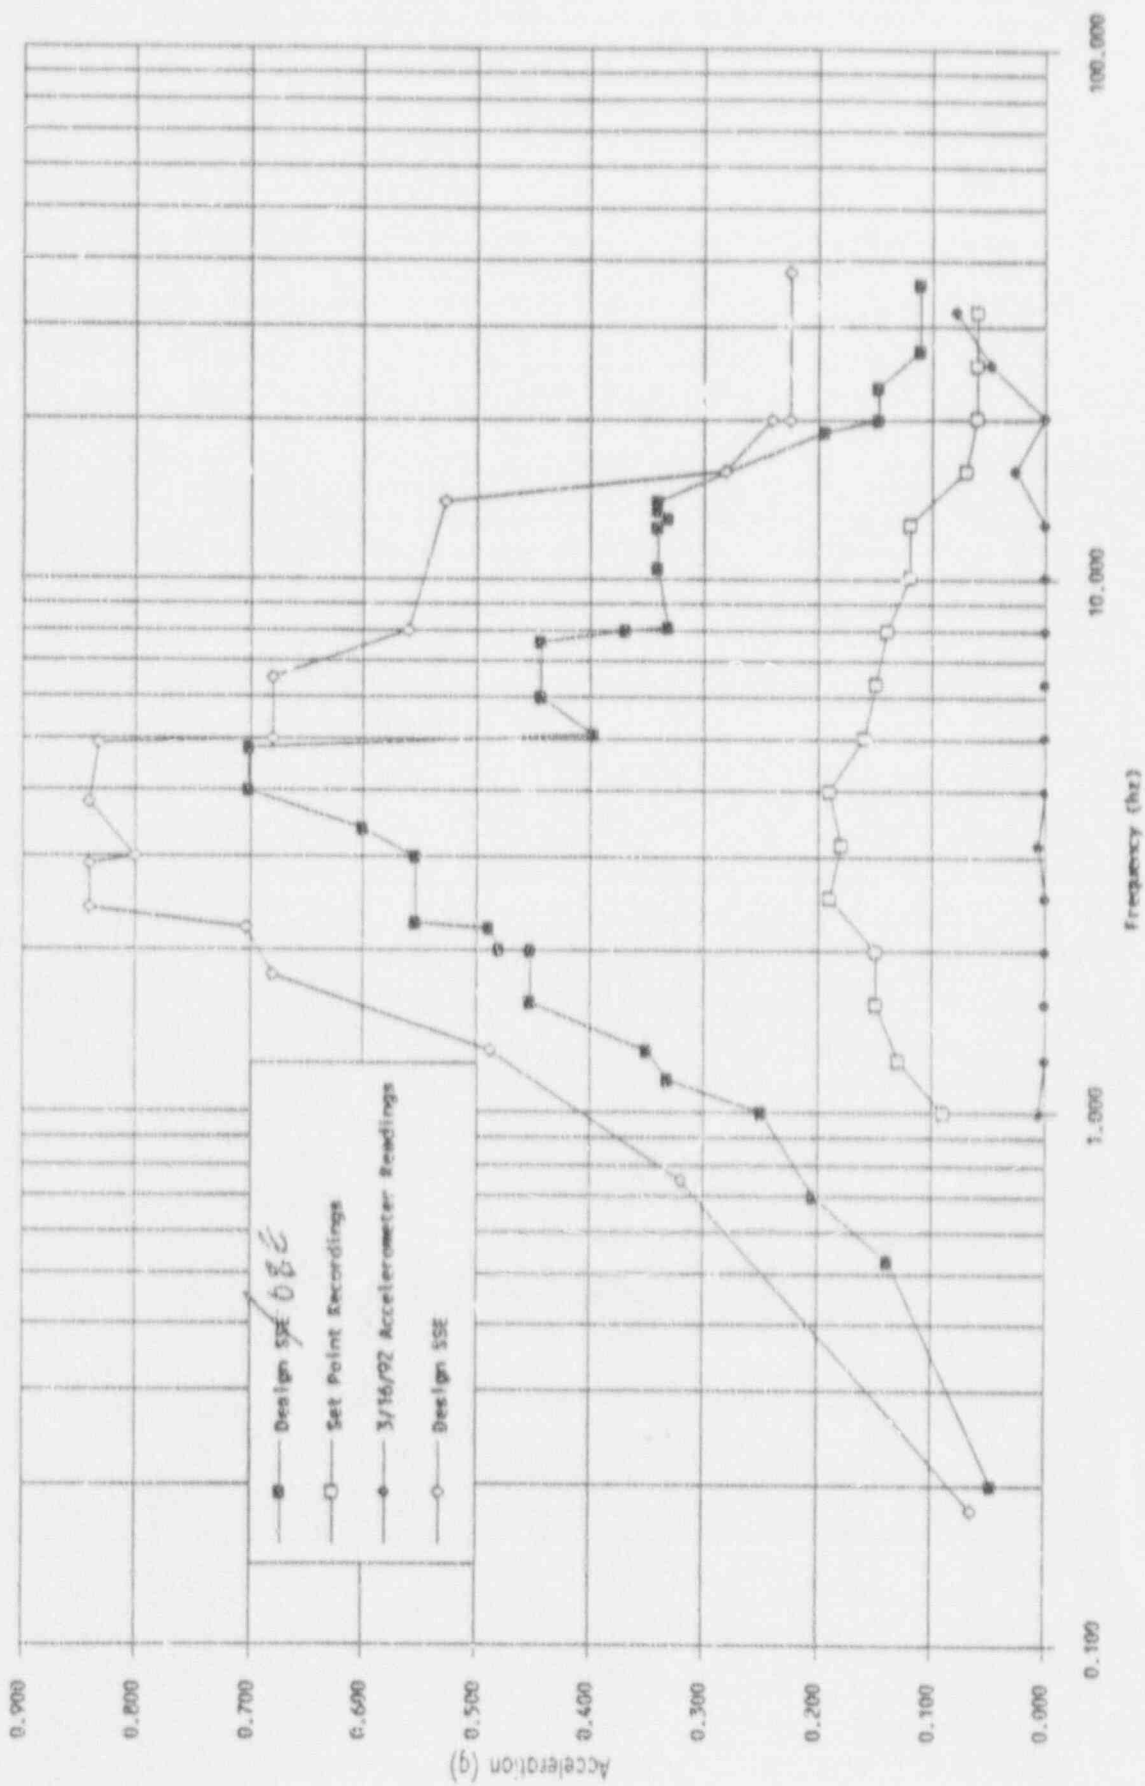 0.900
0.800
0.700
0.600
0.500
0.400
0.300
0.200
0.100
0.000
Acceleration (g)
Design SSE OBE
Set Point Recordings
3/16/92 Accelerometer Readings
Design SSE
0.100
1.000
10.000
100.000
Frequency (hz)